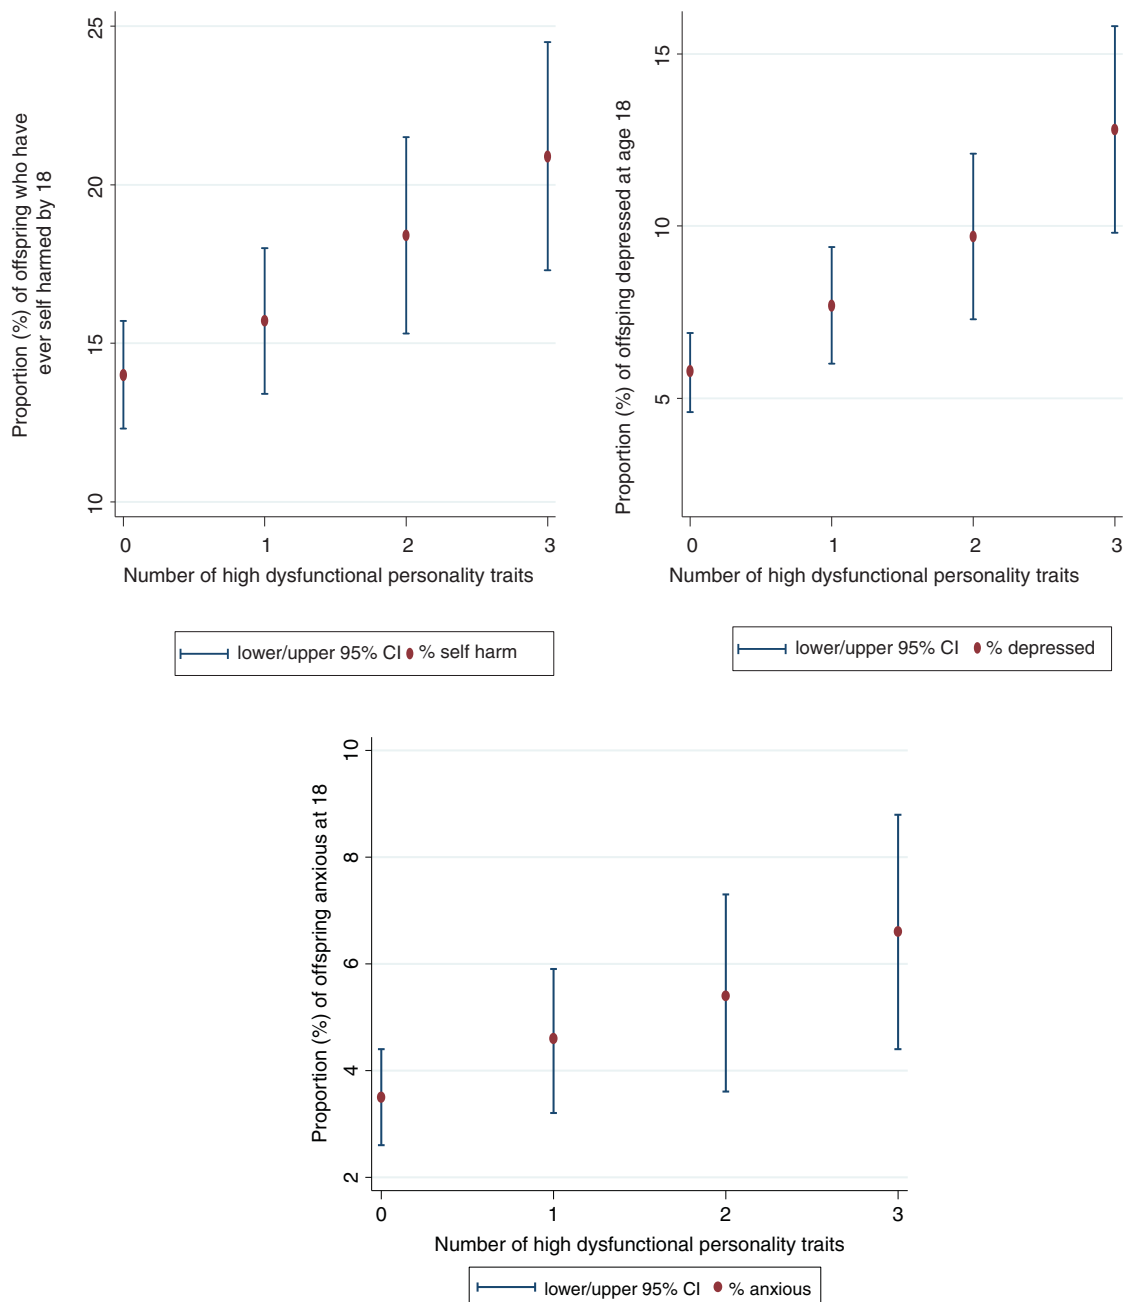 Proportion (%) of offspring who have
ever self harmed by 18
25
20
15
10
0 1 2 3
Number of high dysfunctional personality traits
lower/upper 95% CI % self harm
Proportion (%) of offsping depressed at age 18
15
10
5
0 1 2 3
Number of high dysfunctional personality traits
lower/upper 95% CI % depressed
Proportion (%) of offspring anxious at 18
10
8
6
4
2
0 1 2 3
Number of high dysfunctional personality traits
lower/upper 95% CI % anxious